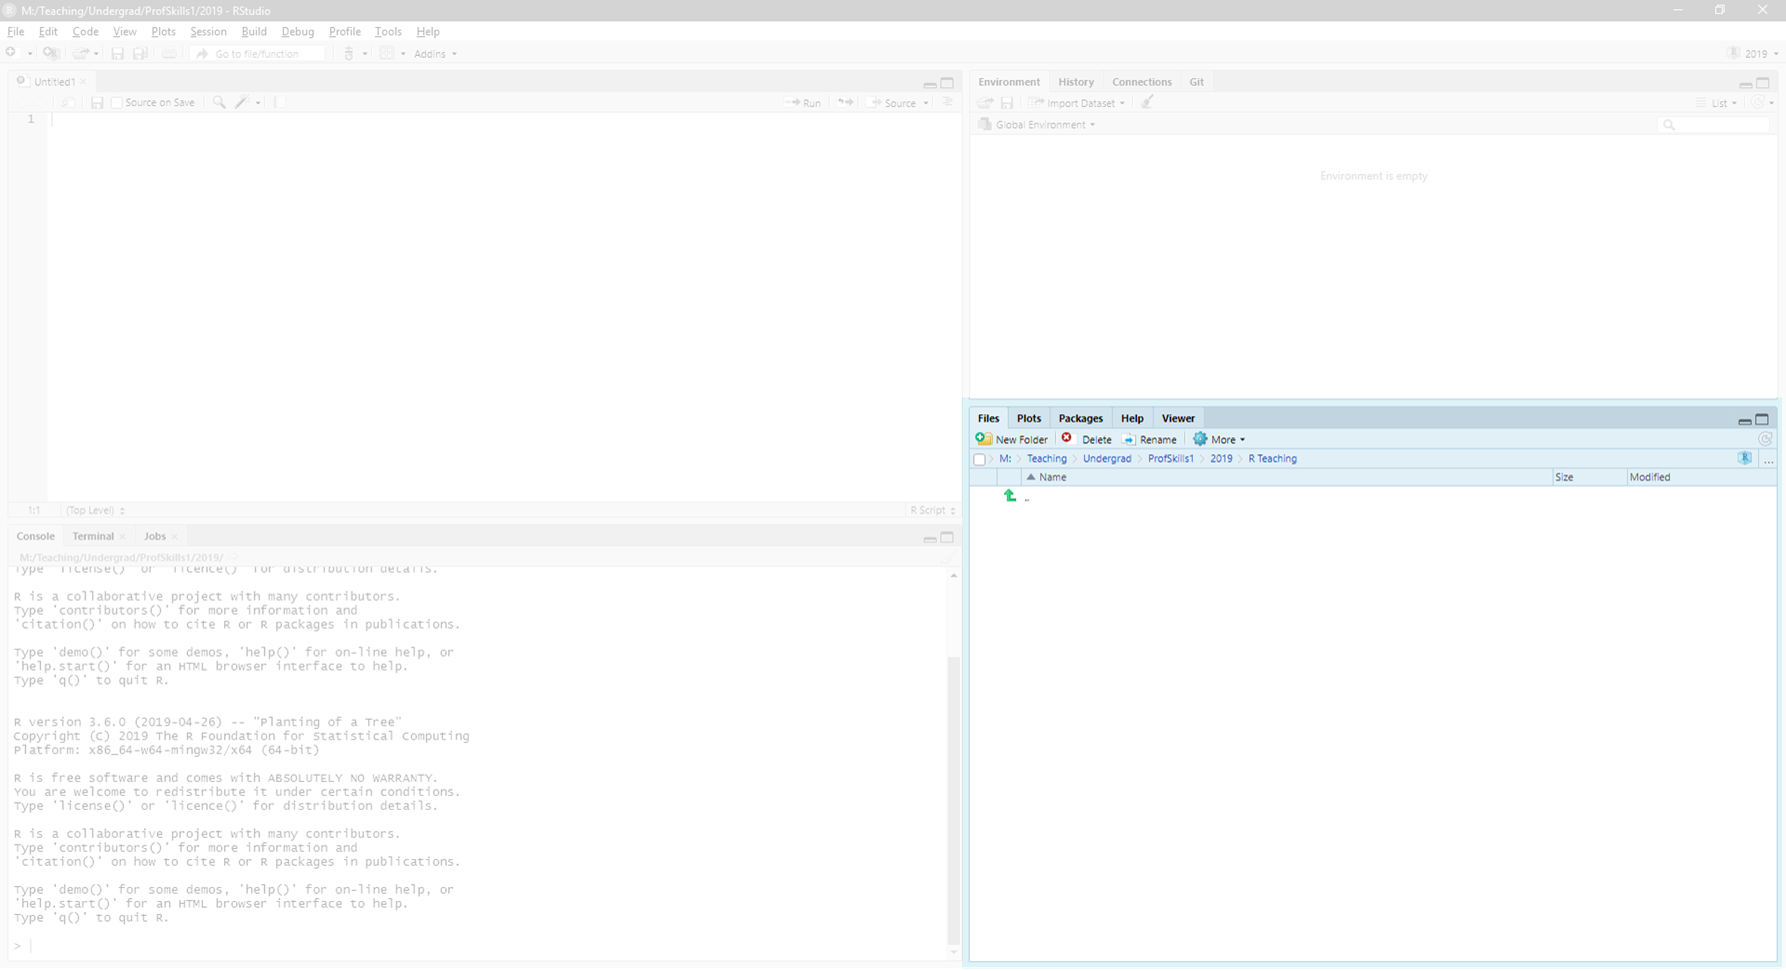 M:/Teaching/Undergrad/ProfSkills1/2019 - RStudio
File Edit Code View Plots Session Build Debug Profile Tools Help
Go to file/function Addins 2019
Untitled1
Source on Save Run Source
1
1:1 (Top Level) R Script
Console Terminal Jobs
M:/Teaching/Undergrad/ProfSkills1/2019/
Type 'license()' or 'licence()' for distribution details.
R is a collaborative project with many contributors.
Type 'contributors()' for more information and
'citation()' on how to cite R or R packages in publications.
Type 'demo()' for some demos, 'help()' for on-line help, or
'help.start()' for an HTML browser interface to help.
Type 'q()' to quit R.
R version 3.6.0 (2019-04-26) -- "Planting of a Tree"
Copyright (C) 2019 The R Foundation for Statistical Computing
Platform: x86_64-w64-mingw32/x64 (64-bit)
R is free software and comes with ABSOLUTELY NO WARRANTY.
You are welcome to redistribute it under certain conditions.
Type 'license()' or 'licence()' for distribution details.
R is a collaborative project with many contributors.
Type 'contributors()' for more information and
'citation()' on how to cite R or R packages in publications.
Type 'demo()' for some demos, 'help()' for on-line help, or
'help.start()' for an HTML browser interface to help.
Type 'q()' to quit R.
>
Environment History Connections Git
Import Dataset List
Global Environment
Environment is empty
Files Plots Packages Help Viewer
New Folder Delete Rename More
M: Teaching Undergrad ProfSkills1 2019 R Teaching ...
Name Size Modified
..